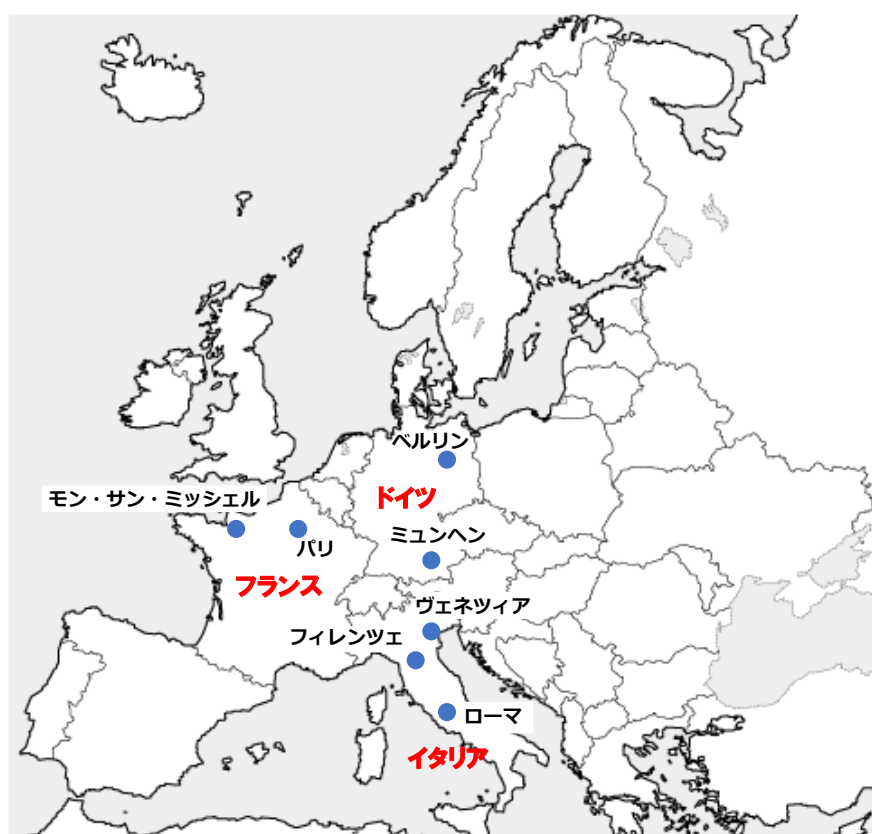 ベルリン
ドイツ
モン・サン・ミッシェル
パリ
ミュンヘン
フランス
ヴェネツィア
フィレンツェ
ローマ
イタリア